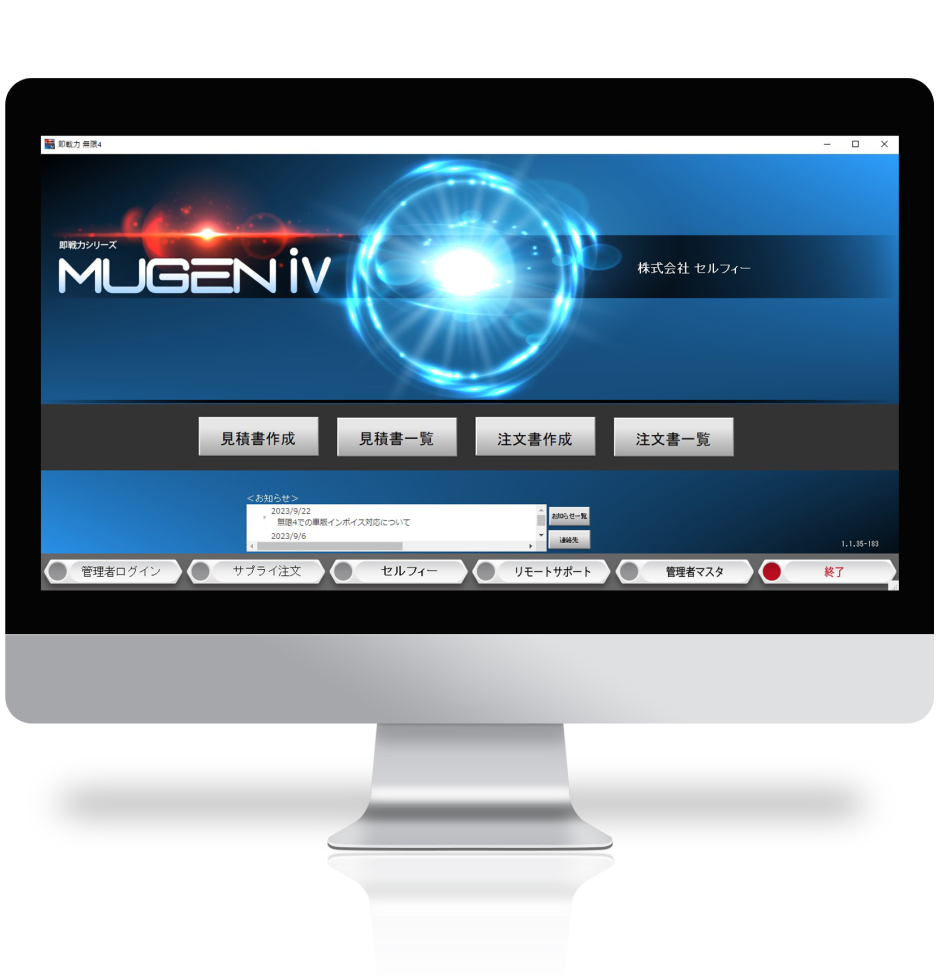 即戦力 無限4
即戦力シリーズ
MUGEN iV
株式会社 セルフィー
見積書作成
見積書一覧
注文書作成
注文書一覧
＜お知らせ＞
2023/9/22
無限4での車販インボイス対応について
2023/9/6
お知らせ一覧
連絡先
1.1.35-183
管理者ログイン
サプライ注文
セルフィー
リモートサポート
管理者マスタ
終了